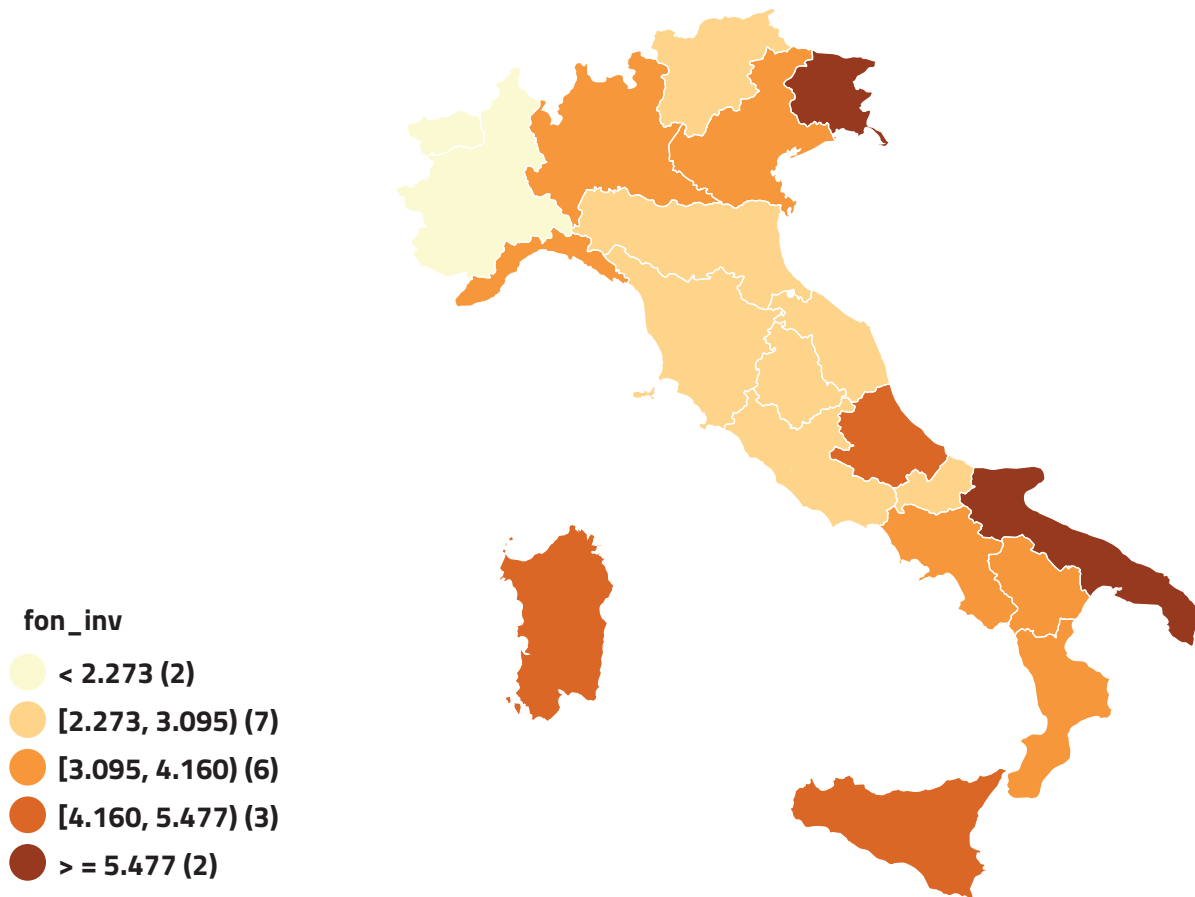 fon_inv
< 2.273 (2)
[2.273, 3.095) (7)
[3.095, 4.160) (6)
[4.160, 5.477) (3)
> = 5.477 (2)